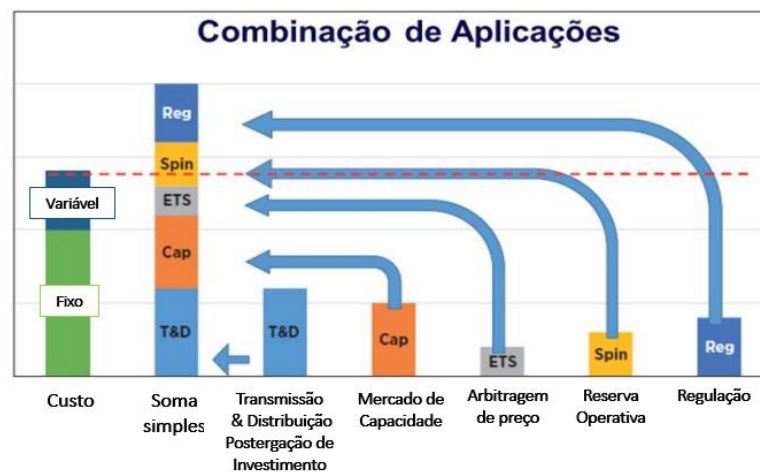 Combinação de Aplicações
Reg
Spin
Variável
ETS
Cap
Fixo
T&D
T&D
Cap
ETS
Spin
Reg
Custo
Soma
simples
Transmissão
& Distribuição
Postergação de
Investimento
Mercado de
Capacidade
Arbitragem
de preço
Reserva
Operativa
Regulação